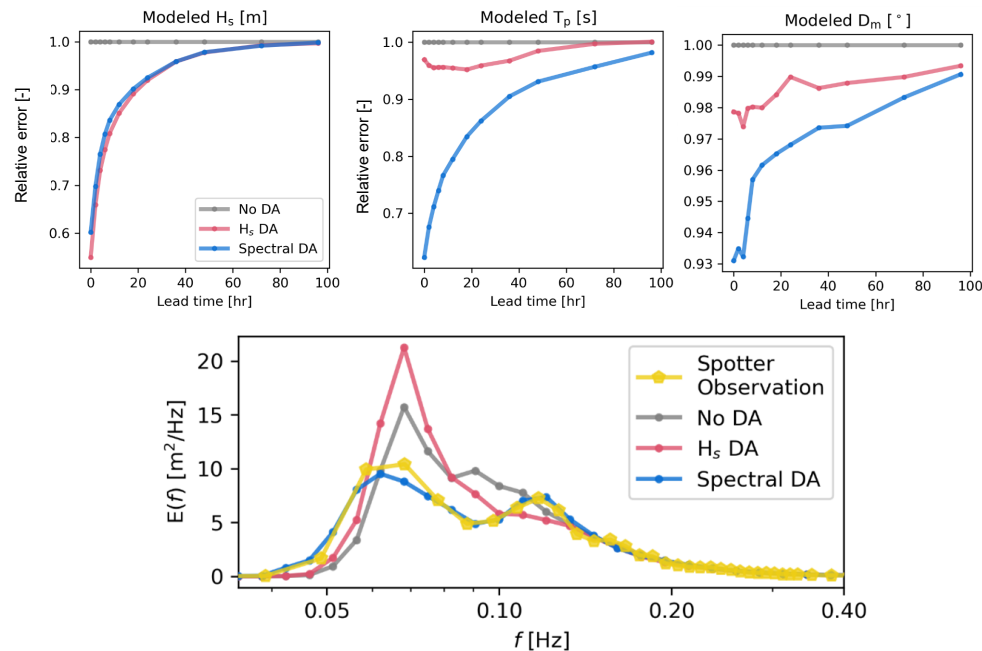 Modeled Hₛ [m]
Relative error [-]
1.0
0.9
0.8
0.7
0.6
0
20
40
60
80
100
Lead time [hr]
No DA
Hₛ DA
Spectral DA
Modeled Tₚ [s]
Relative error [-]
1.0
0.9
0.8
0.7
0
20
40
60
80
100
Lead time [hr]
Modeled Dₘ [°]
1.00
0.99
0.98
0.97
0.96
0.95
0.94
0.93
0
20
40
60
80
100
Lead time [hr]
E(f) [m²/Hz]
20
15
10
5
0
0.05
0.10
0.20
0.40
f [Hz]
Spotter
Observation
No DA
Hₛ DA
Spectral DA